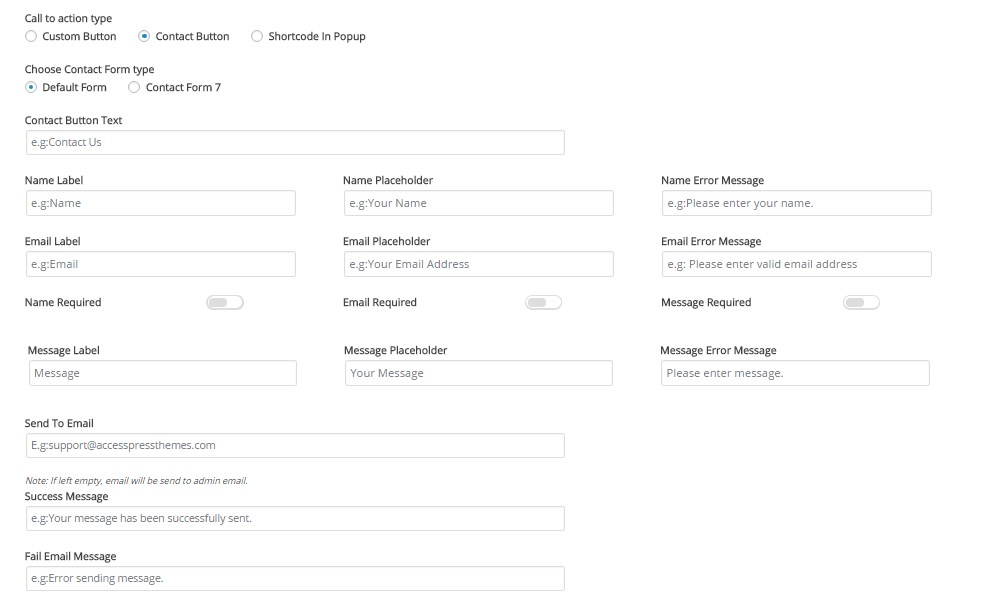 Call to action type
Custom Button Contact Button Shortcode In Popup
Choose Contact Form type
Default Form Contact Form 7
Contact Button Text
e.g:Contact Us
Name Label Name Placeholder Name Error Message
e.g:Name e.g:Your Name e.g:Please enter your name.
Email Label Email Placeholder Email Error Message
e.g:Email e.g:Your Email Address e.g: Please enter valid email address
Name Required Email Required Message Required
Message Label Message Placeholder Message Error Message
Message Your Message Please enter message.
Send To Email
E.g:support@accesspressthemes.com
Note: If left empty, email will be send to admin email.
Success Message
e.g:Your message has been successfully sent.
Fail Email Message
e.g:Error sending message.